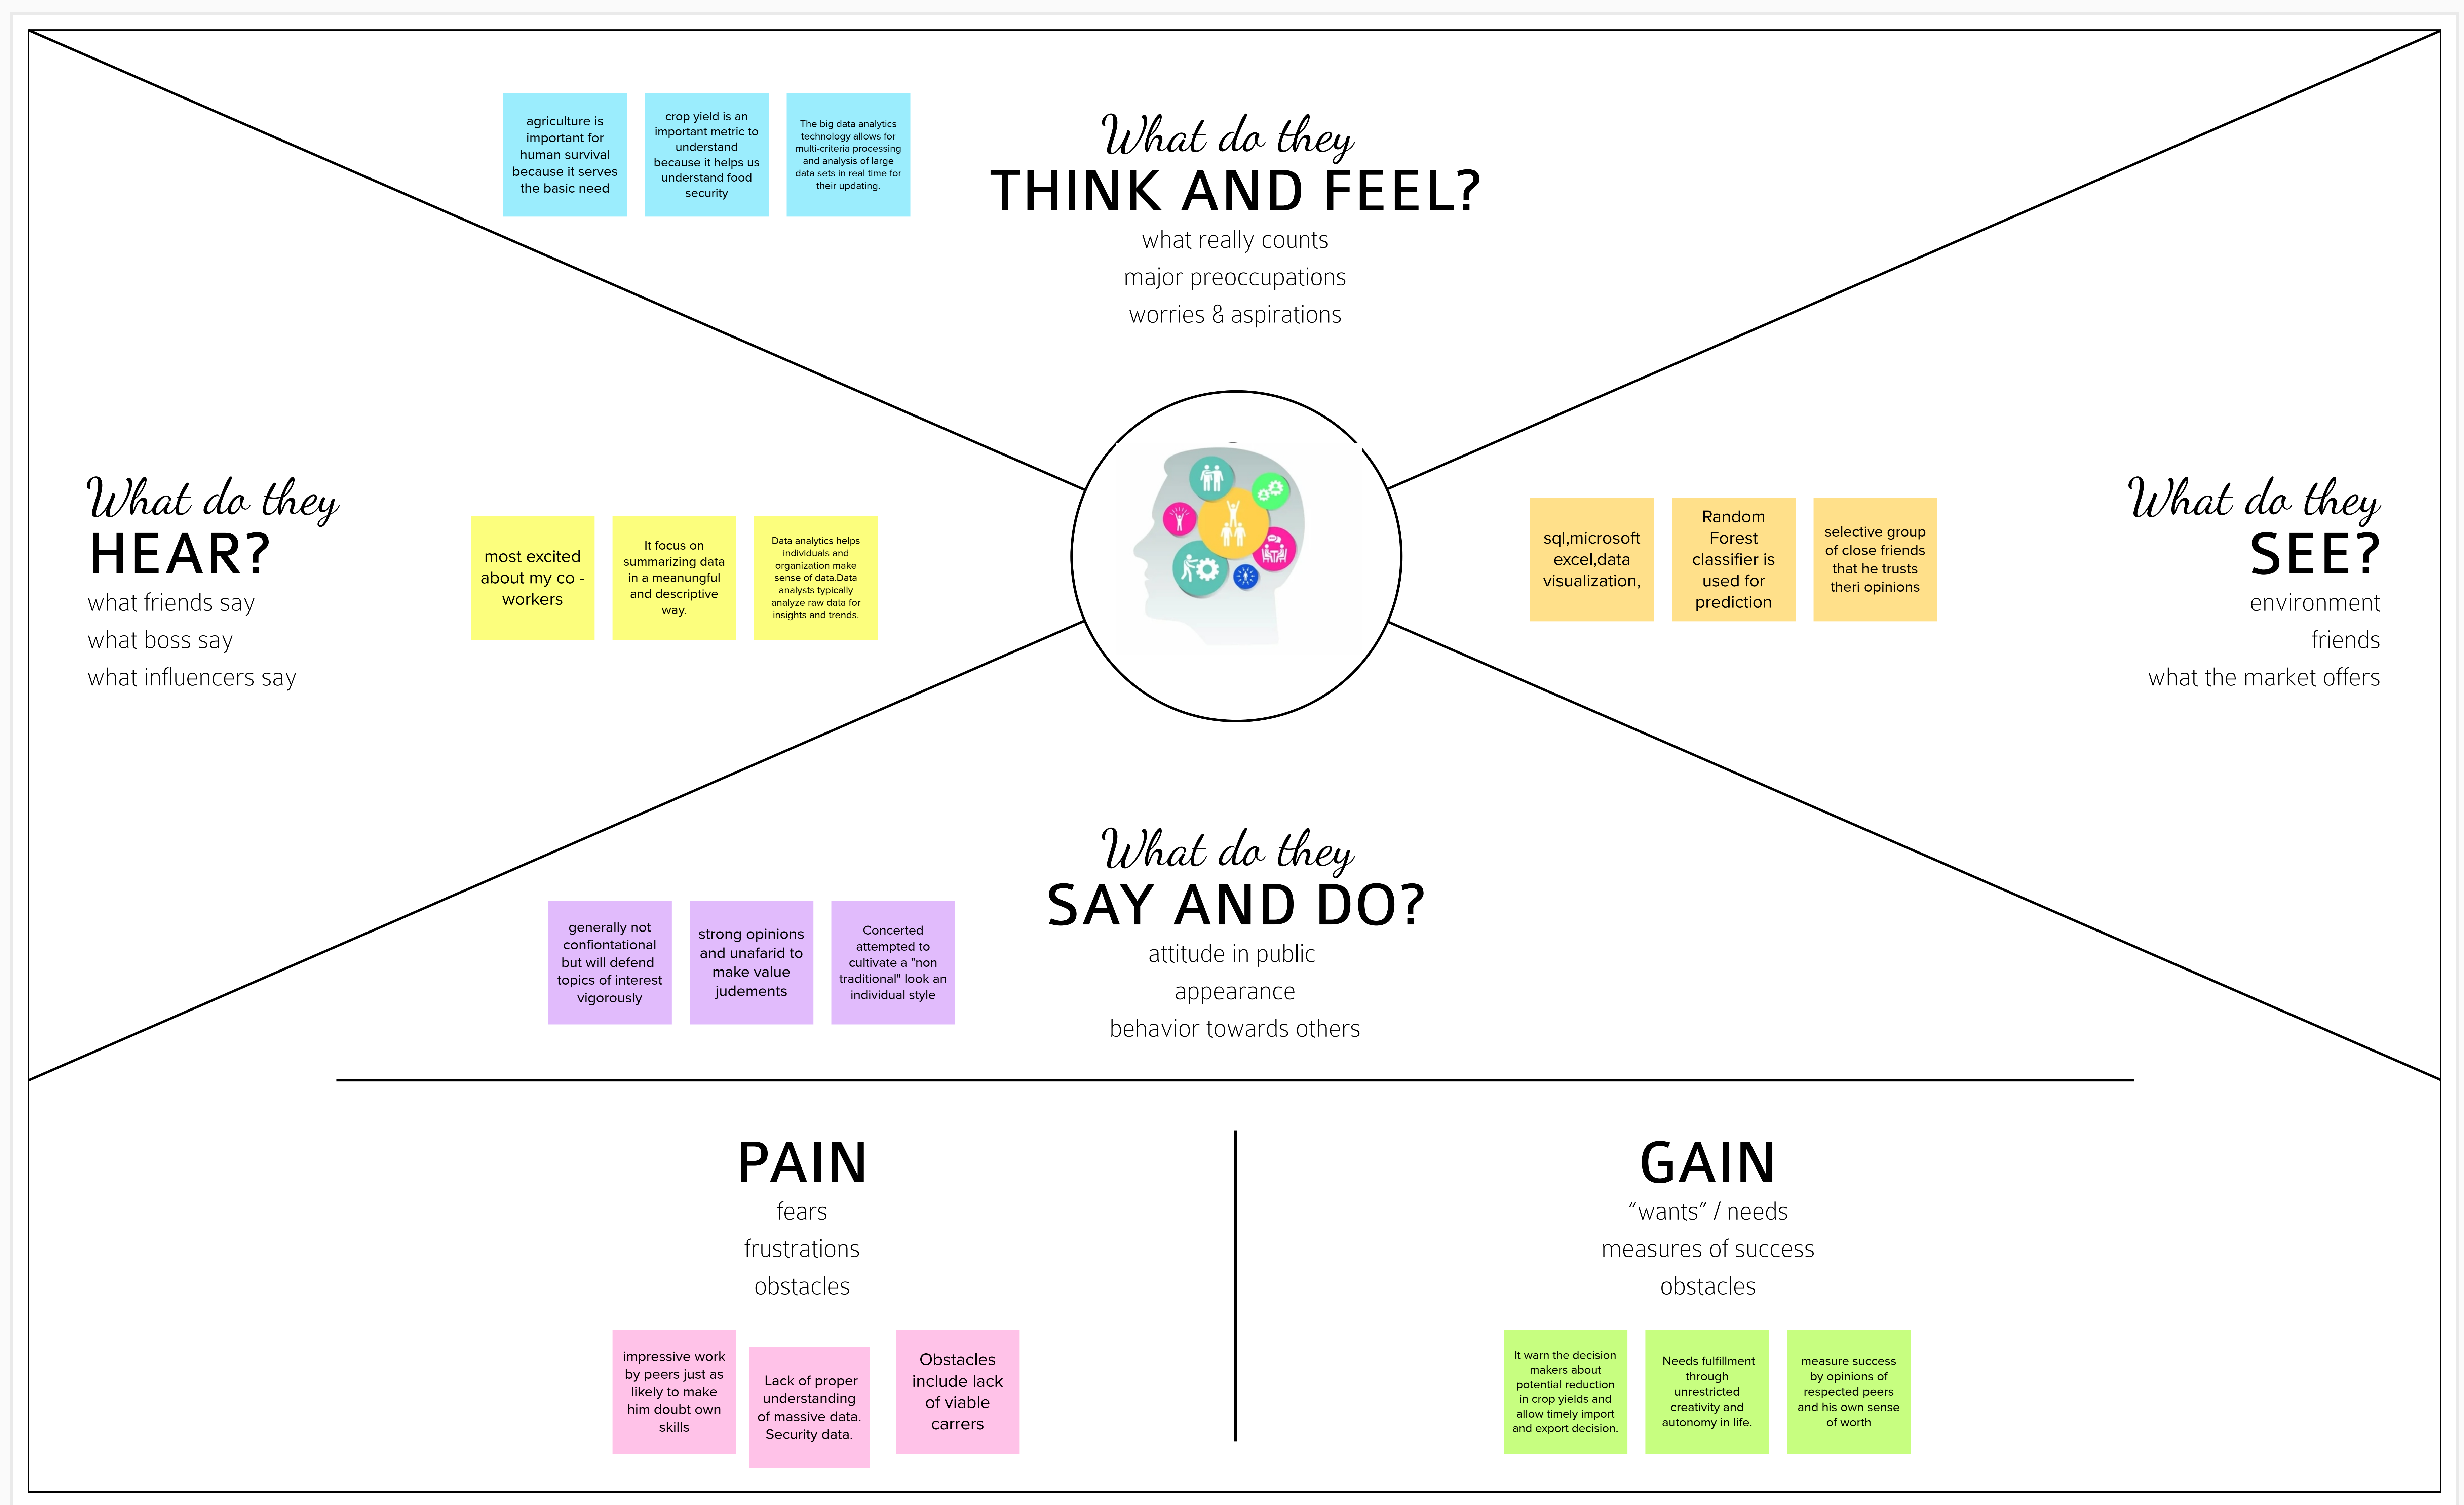 What do they
THINK AND FEEL?
what really counts
major preoccupations
worries & aspirations
agriculture is
important for
human survival
because it serves
the basic need
crop yield is an
important metric to
understand
because it helps us
understand food
security
The big data analytics
technology allows for
multi-criteria processing
and analysis of large
data sets in real time for
their updating.
What do they
HEAR?
what friends say
what boss say
what influencers say
most excited
about my co -
workers
It focus on
summarizing data
in a meanungful
and descriptive
way.
Data analytics helps
individuals and
organization make
sense of data.Data
analysts typically
analyze raw data for
insights and trends.
sql,microsoft
excel,data
visualization,
Random
Forest
classifier is
used for
prediction
selective group
of close friends
that he trusts
theri opinions
What do they
SEE?
environment
friends
what the market offers
What do they
SAY AND DO?
attitude in public
appearance
behavior towards others
generally not
confiontational
but will defend
topics of interest
vigorously
strong opinions
and unafarid to
make value
judements
Concerted
attempted to
cultivate a "non
traditional" look an
individual style
PAIN
fears
frustrations
obstacles
impressive work
by peers just as
likely to make
him doubt own
skills
Lack of proper
understanding
of massive data.
Security data.
Obstacles
include lack
of viable
carrers
GAIN
“wants” / needs
measures of success
obstacles
It warn the decision
makers about
potential reduction
in crop yields and
allow timely import
and export decision.
Needs fulfillment
through
unrestricted
creativity and
autonomy in life.
measure success
by opinions of
respected peers
and his own sense
of worth